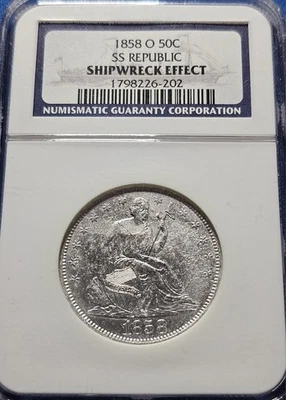 1858 O 50C
SS REPUBLIC
SHIPWRECK EFFECT
1798226-202
NUMISMATIC GUARANTY CORPORATION
1858